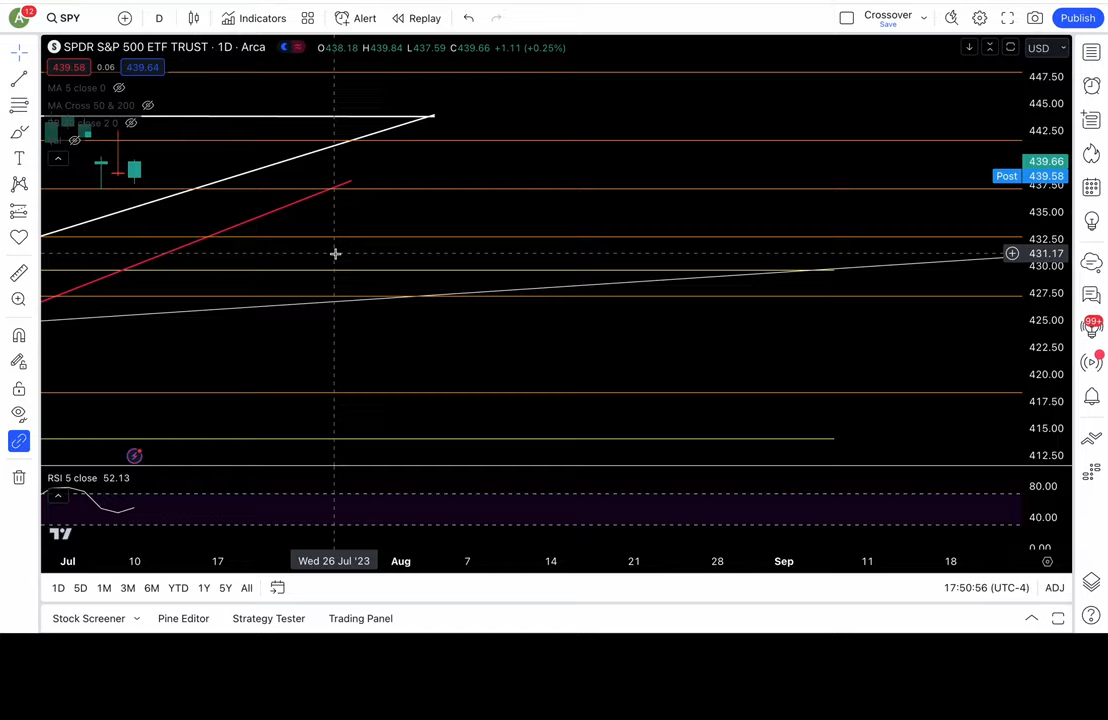 A 12 SPY D Indicators Alert Replay Crossover Save Publish
S SPDR S&P 500 ETF TRUST · 1D · Arca O438.18 H439.84 L437.59 C439.66 +1.11 (+0.25%) USD
439.58 0.06 439.64
447.50
MA 5 close 0
MA Cross 50 & 200
445.00
close 2 0
442.50
439.66
Post 439.58
437.50
435.00
432.50
431.17
430.00
427.50
425.00
422.50
420.00
417.50
415.00
412.50
RSI 5 close 52.13
80.00
40.00
0.00
Jul 10 17 Wed 26 Jul '23 Aug 7 14 21 28 Sep 11 18
1D 5D 1M 3M 6M YTD 1Y 5Y All 17:50:56 (UTC-4) ADJ
Stock Screener Pine Editor Strategy Tester Trading Panel
99+